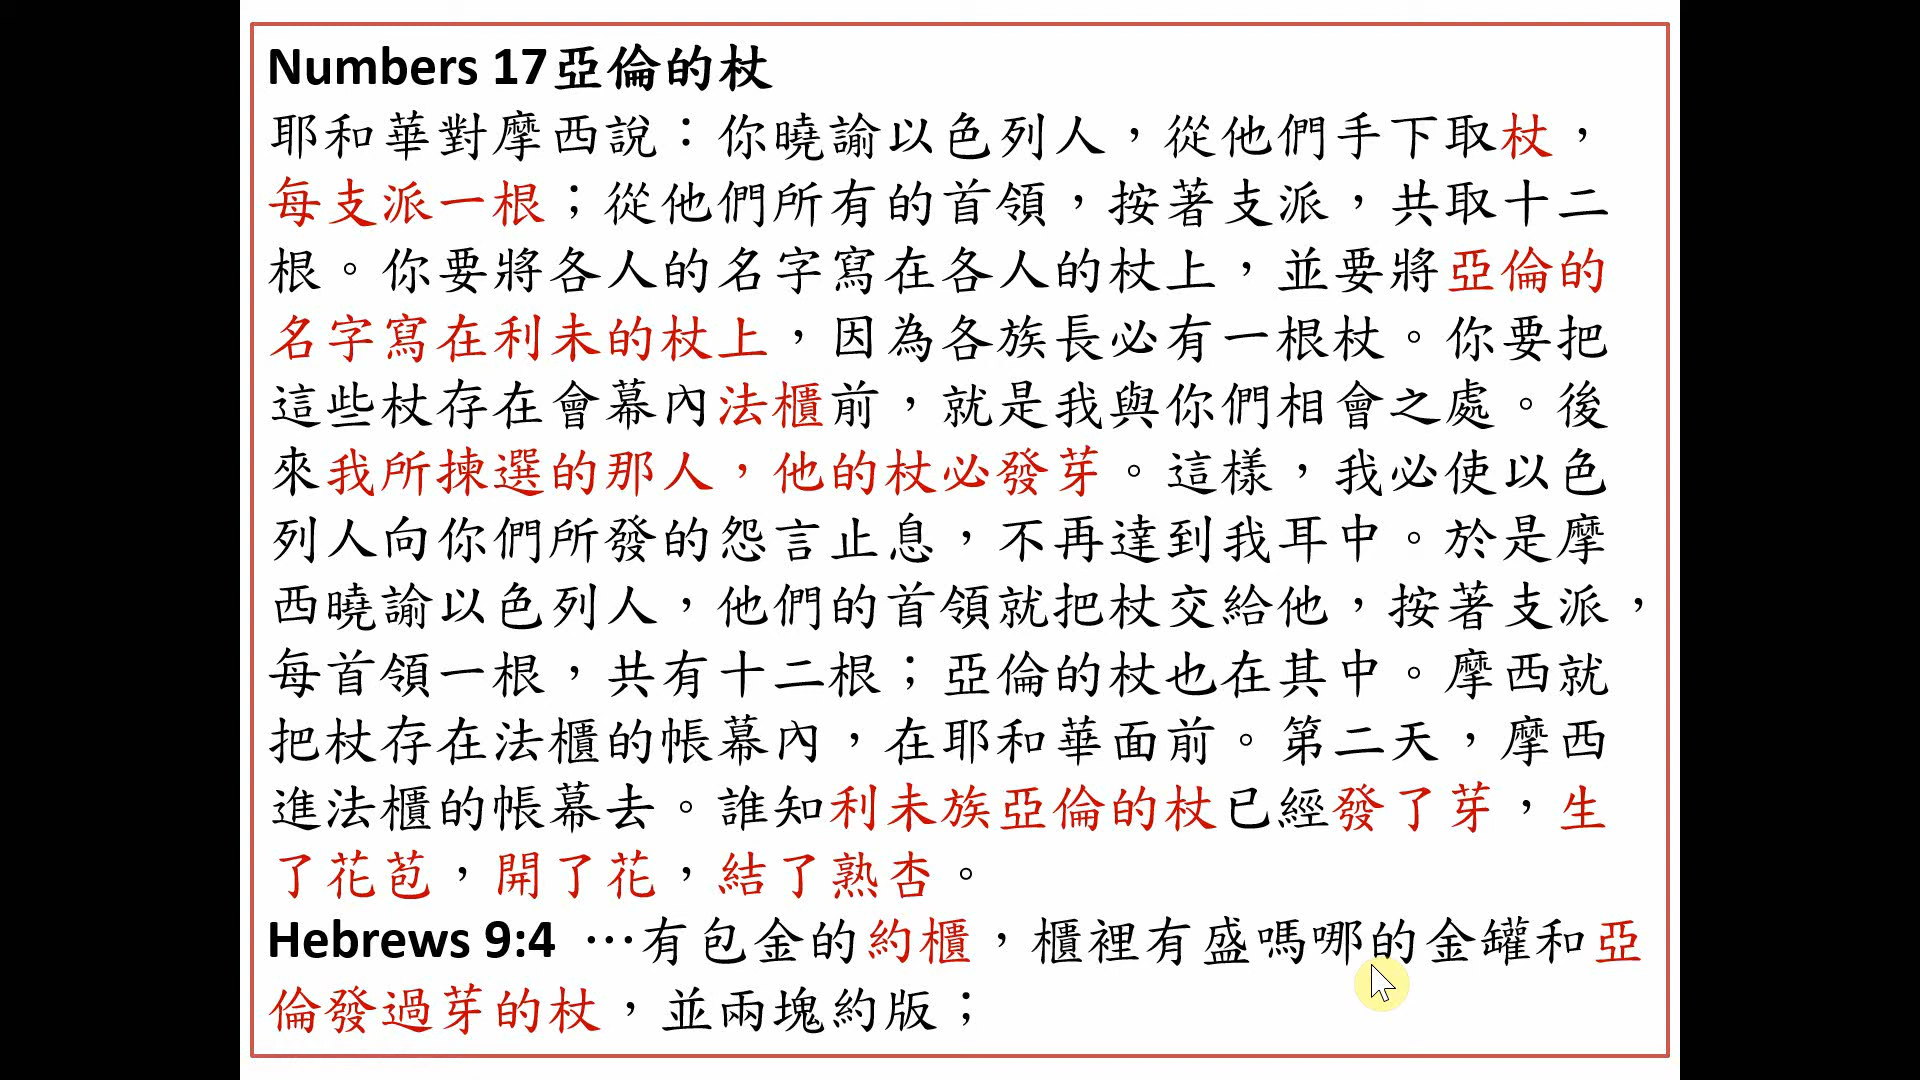 Numbers 17亞倫的杖
耶和華對摩西說：你曉諭以色列人，從他們手下取杖，
每支派一根；從他們所有的首領，按著支派，共取十二
根。你要將各人的名字寫在各人的杖上，並要將亞倫的
名字寫在利未的杖上，因為各族長必有一根杖。你要把
這些杖存在會幕內法櫃前，就是我與你們相會之處。後
來我所揀選的那人，他的杖必發芽。這樣，我必使以色
列人向你們所發的怨言止息，不再達到我耳中。於是摩
西曉諭以色列人，他們的首領就把杖交給他，按著支派，
每首領一根，共有十二根；亞倫的杖也在其中。摩西就
把杖存在法櫃的帳幕內，在耶和華面前。第二天，摩西
進法櫃的帳幕去。誰知利未族亞倫的杖已經發了芽，生
了花苞，開了花，結了熟杏。
Hebrews 9:4 …有包金的約櫃，櫃裡有盛嗎哪的金罐和亞
倫發過芽的杖，並兩塊約版；